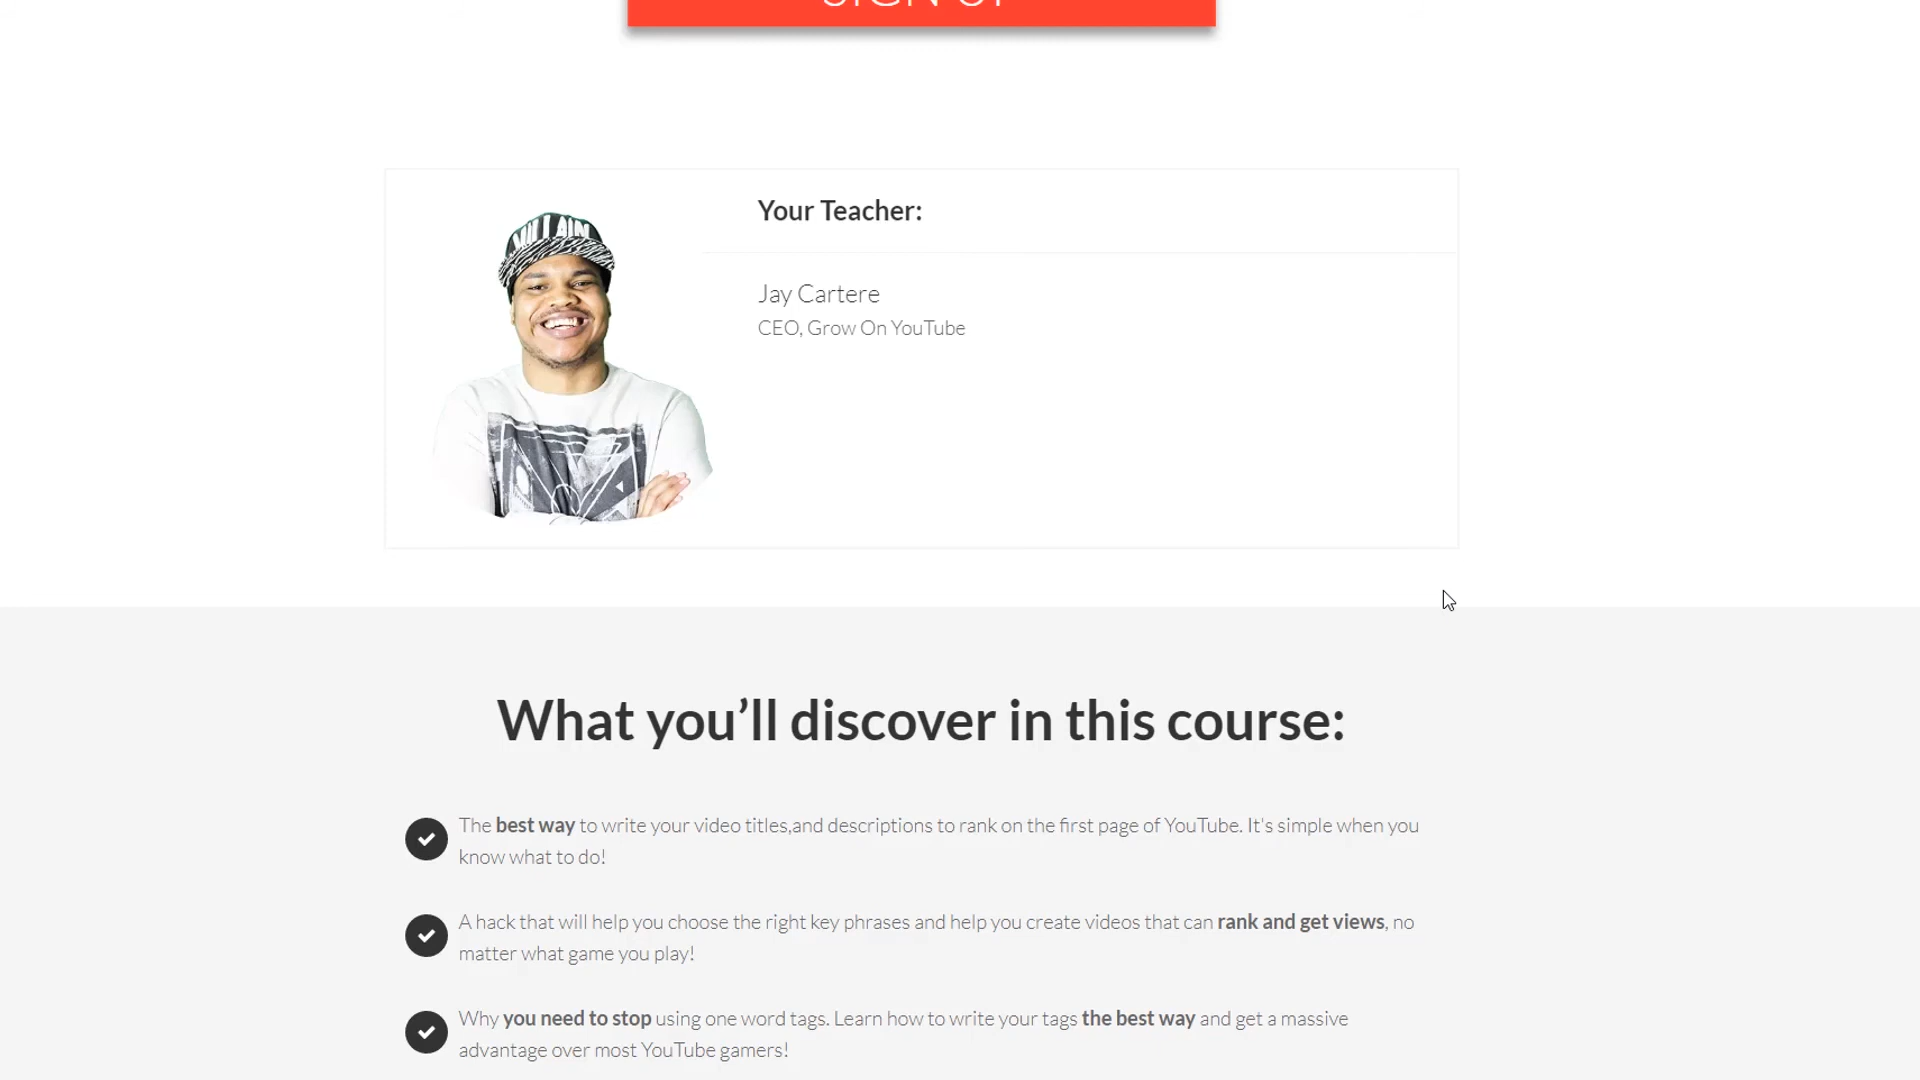 SIGN UP
Your Teacher:
Jay Cartere
CEO, Grow On YouTube
What you’ll discover in this course:
The best way to write your video titles,and descriptions to rank on the first page of YouTube. It's simple when you
know what to do!
A hack that will help you choose the right key phrases and help you create videos that can rank and get views, no
matter what game you play!
Why you need to stop using one word tags. Learn how to write your tags the best way and get a massive
advantage over most YouTube gamers!